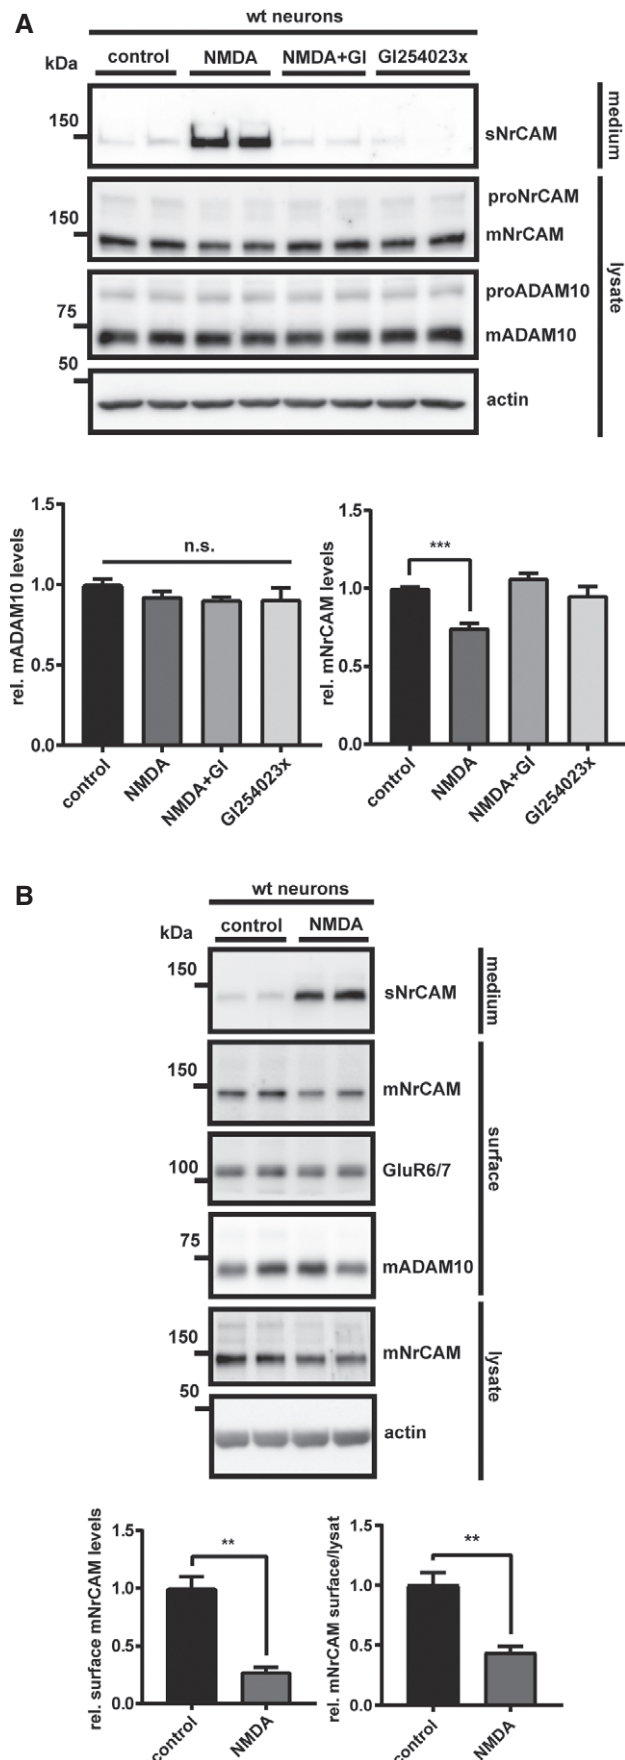 A
wt neurons
kDa
control NMDA NMDA+GI GI254023x
150
sNrCAM
medium
proNrCAM
150
mNrCAM
lysate
proADAM10
75
mADAM10
50
actin
rel. mADAM10 levels
1.5
1.0
0.5
0.0
n.s.
control
NMDA
NMDA+GI
GI254023x
rel. mNrCAM levels
1.5
1.0
0.5
0.0
***
control
NMDA
NMDA+GI
GI254023x
B
wt neurons
kDa
control NMDA
150
sNrCAM
medium
150
mNrCAM
surface
100
GluR6/7
75
mADAM10
150
mNrCAM
lysate
50
actin
rel. surface mNrCAM levels
1.5
1.0
0.5
0.0
**
control
NMDA
rel. mNrCAM surface/lysat
1.5
1.0
0.5
0.0
**
control
NMDA